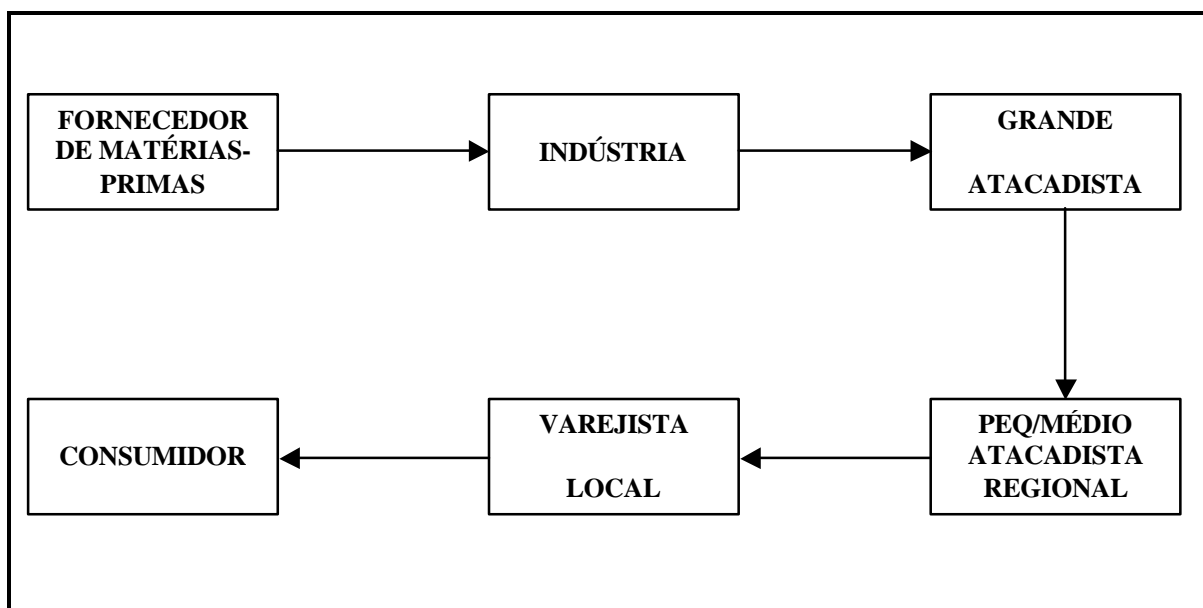 FORNECEDOR
DE MATÉRIAS-
PRIMAS
INDÚSTRIA
GRANDE
ATACADISTA
PEQ/MÉDIO
ATACADISTA
REGIONAL
VAREJISTA
LOCAL
CONSUMIDOR